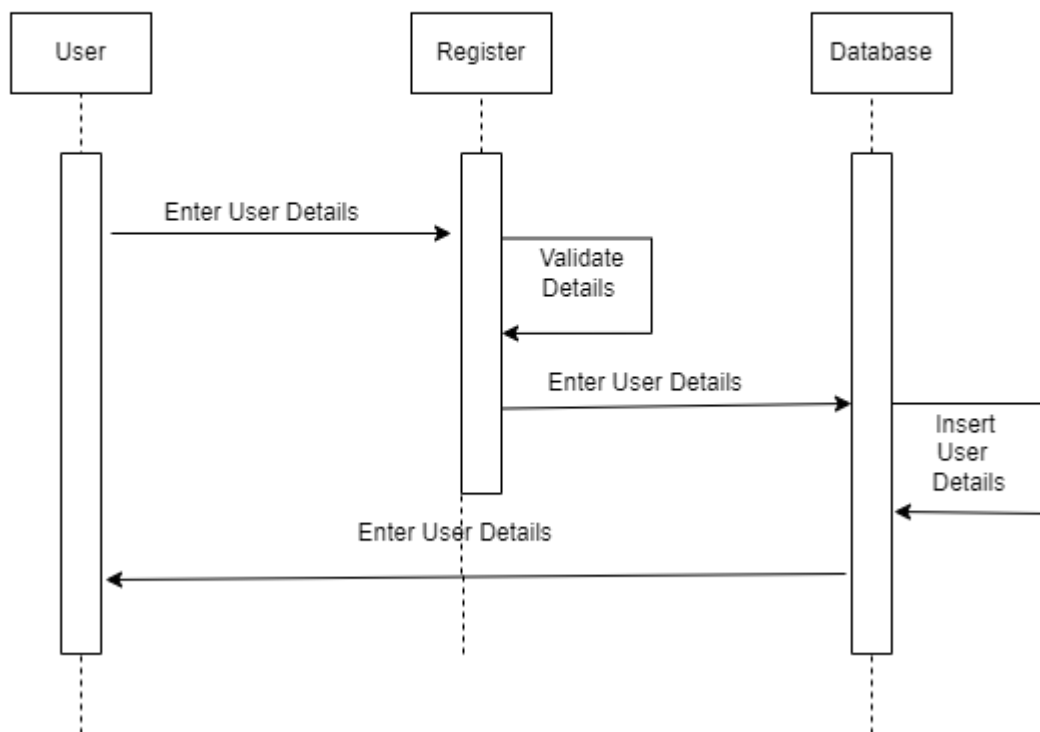 User
Register
Database
Enter User Details
Validate
Details
Enter User Details
Insert
User
Details
Enter User Details